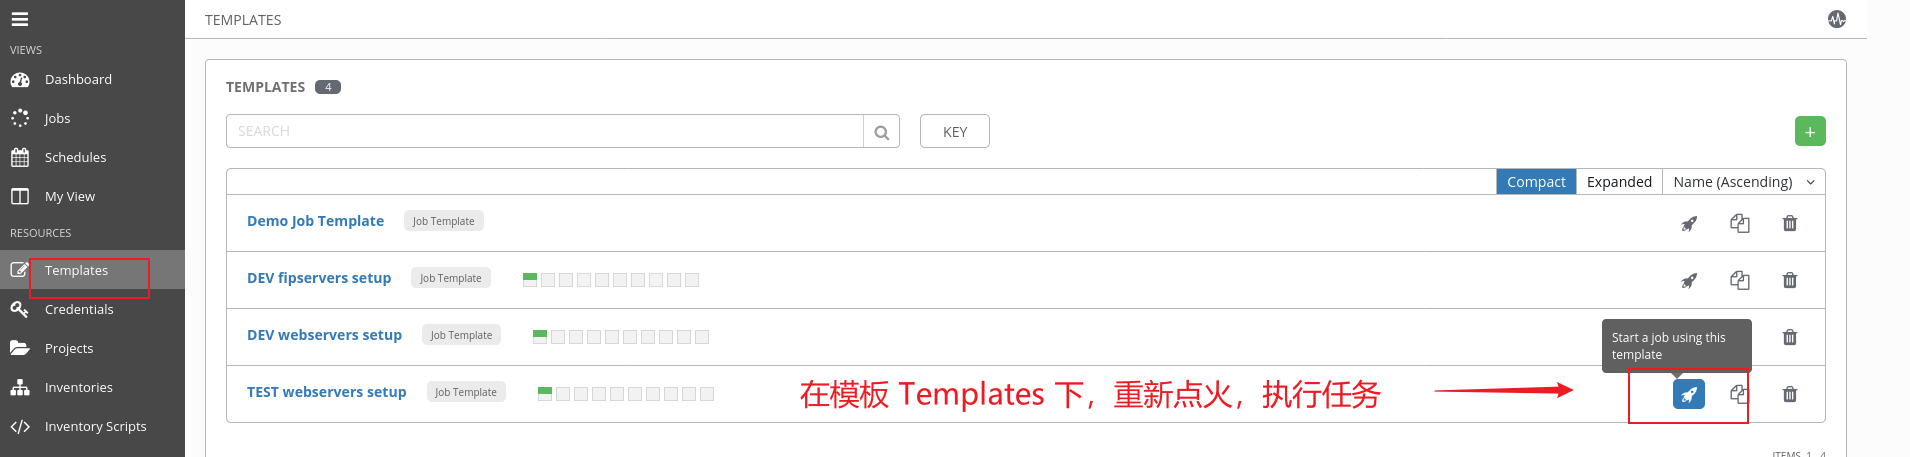 TEMPLATES
VIEWS
Dashboard
Jobs
Schedules
My View
RESOURCES
Templates
Credentials
Projects
Inventories
Inventory Scripts
TEMPLATES 4
SEARCH
KEY
+
Compact Expanded Name (Ascending)
Demo Job Template Job Template
DEV fipservers setup Job Template
DEV webservers setup Job Template
Start a job using this
template
TEST webservers setup Job Template
在模板 Templates 下，重新点火，执行任务
ITEMS 1 - 4